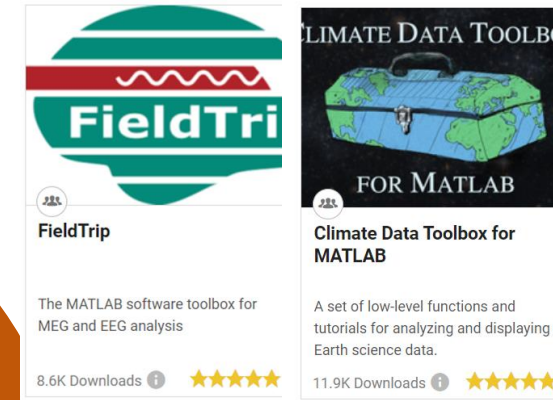 FieldTri
FieldTrip
The MATLAB software toolbox for
MEG and EEG analysis
8.6K Downloads
CLIMATE DATA TOOLBO
FOR MATLAB
Climate Data Toolbox for
MATLAB
A set of low-level functions and
tutorials for analyzing and displaying
Earth science data.
11.9K Downloads